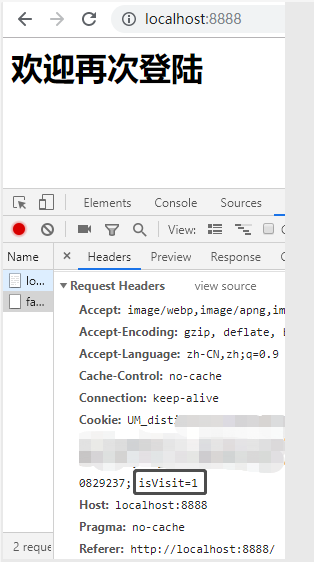 localhost:8888
欢迎再次登陆
Elements Console Sources
View:
Name × Headers Preview Response
lo...
fa...
Request Headers view source
Accept: image/webp,image/apng,im
Accept-Encoding: gzip, deflate,
Accept-Language: zh-CN,zh;q=0.9
Cache-Control: no-cache
Connection: keep-alive
Cookie: UM_disti
0829237; isVisit=1
Host: localhost:8888
Pragma: no-cache
Referer: http://localhost:8888/
2 reque